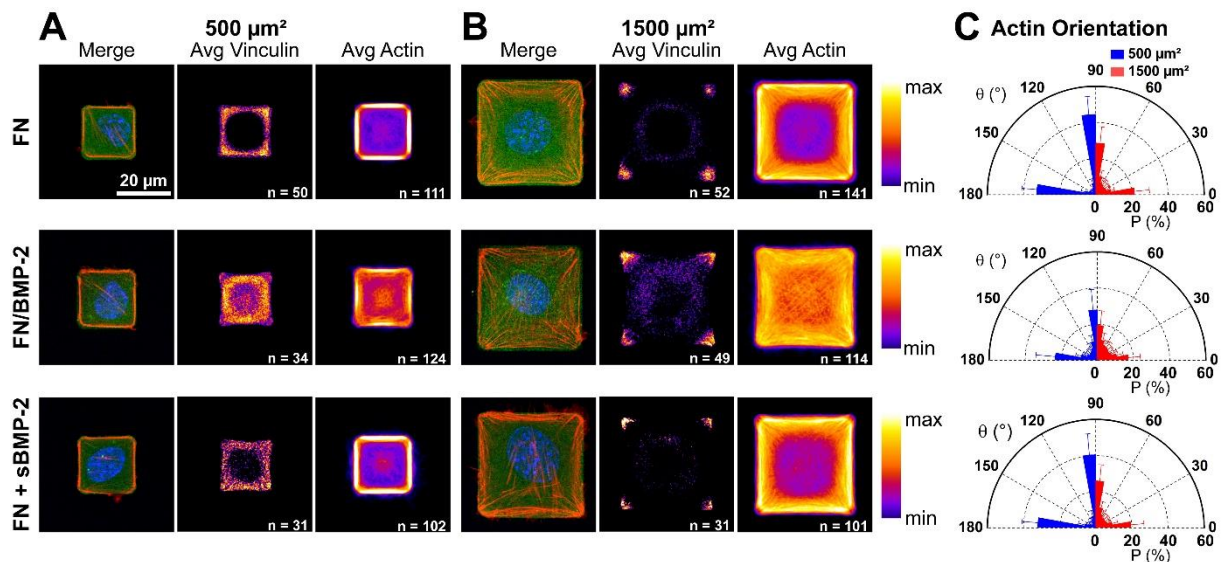 A 500 µm² B 1500 µm² C Actin Orientation
Merge Avg Vinculin Avg Actin Merge Avg Vinculin Avg Actin
500 µm²
1500 µm²
FN
20 µm
n = 50
n = 111
n = 52
n = 141
max
min
θ (°)
180
150
120
90
60
30
0
0 20 40 60
P (%)
FN/BMP-2
n = 34
n = 124
n = 49
n = 114
max
min
θ (°)
180
150
120
90
60
30
0
0 20 40 60
P (%)
FN + sBMP-2
n = 31
n = 102
n = 31
n = 101
max
min
θ (°)
180
150
120
90
60
30
0
0 20 40 60
P (%)